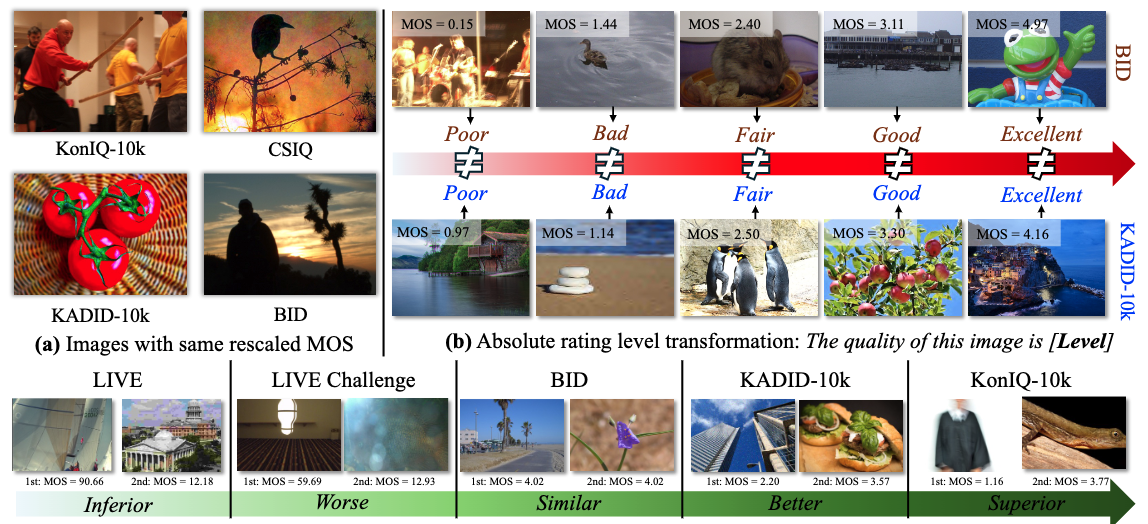 KonIQ-10k
CSIQ
KADID-10k
BID
(a) Images with same rescaled MOS
MOS = 0.15
MOS = 1.44
MOS = 2.40
MOS = 3.11
MOS = 4.97
BID
Poor
Bad
Fair
Good
Excellent
≠
≠
≠
≠
≠
Poor
Bad
Fair
Good
Excellent
MOS = 0.97
MOS = 1.14
MOS = 2.50
MOS = 3.30
MOS = 4.16
KADID-10k
(b) Absolute rating level transformation: The quality of this image is [Level]
LIVE
LIVE Challenge
BID
KADID-10k
KonIQ-10k
1st: MOS = 90.66
2nd: MOS = 12.18
1st: MOS = 59.69
2nd: MOS = 12.93
1st: MOS = 4.02
2nd: MOS = 4.02
1st: MOS = 2.20
2nd: MOS = 3.57
1st: MOS = 1.16
2nd: MOS = 3.77
Inferior
Worse
Similar
Better
Superior